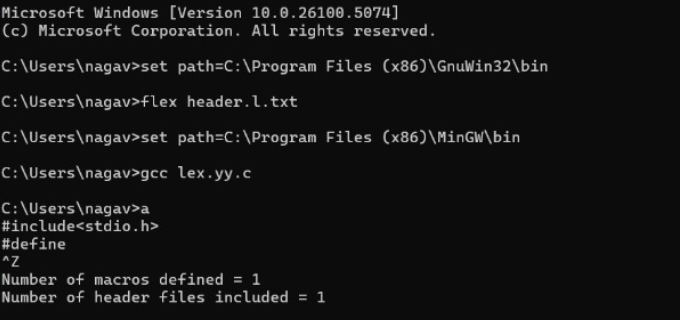 Microsoft Windows [Version 10.0.26100.5074]
(c) Microsoft Corporation. All rights reserved.
C:\Users\nagav>set path=C:\Program Files (x86)\GnuWin32\bin
C:\Users\nagav>flex header.l.txt
C:\Users\nagav>set path=C:\Program Files (x86)\MinGW\bin
C:\Users\nagav>gcc lex.yy.c
C:\Users\nagav>a
#include<stdio.h>
#define
^Z
Number of macros defined = 1
Number of header files included = 1